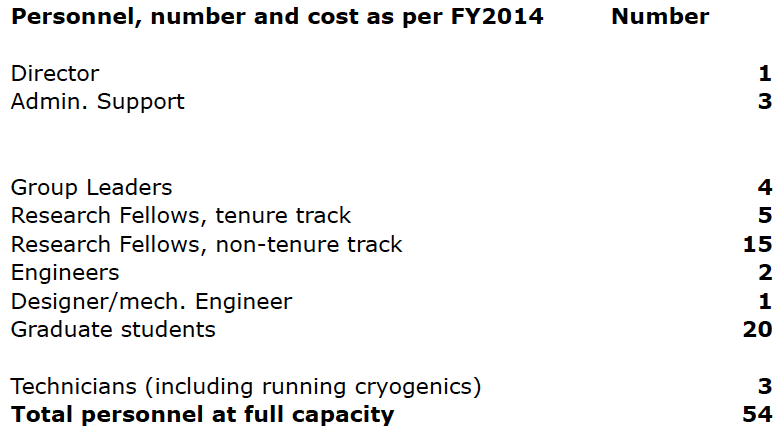 Personnel, number and cost as per FY2014 Number
Director 1
Admin. Support 3
Group Leaders 4
Research Fellows, tenure track 5
Research Fellows, non-tenure track 15
Engineers 2
Designer/mech. Engineer 1
Graduate students 20
Technicians (including running cryogenics) 3
Total personnel at full capacity 54